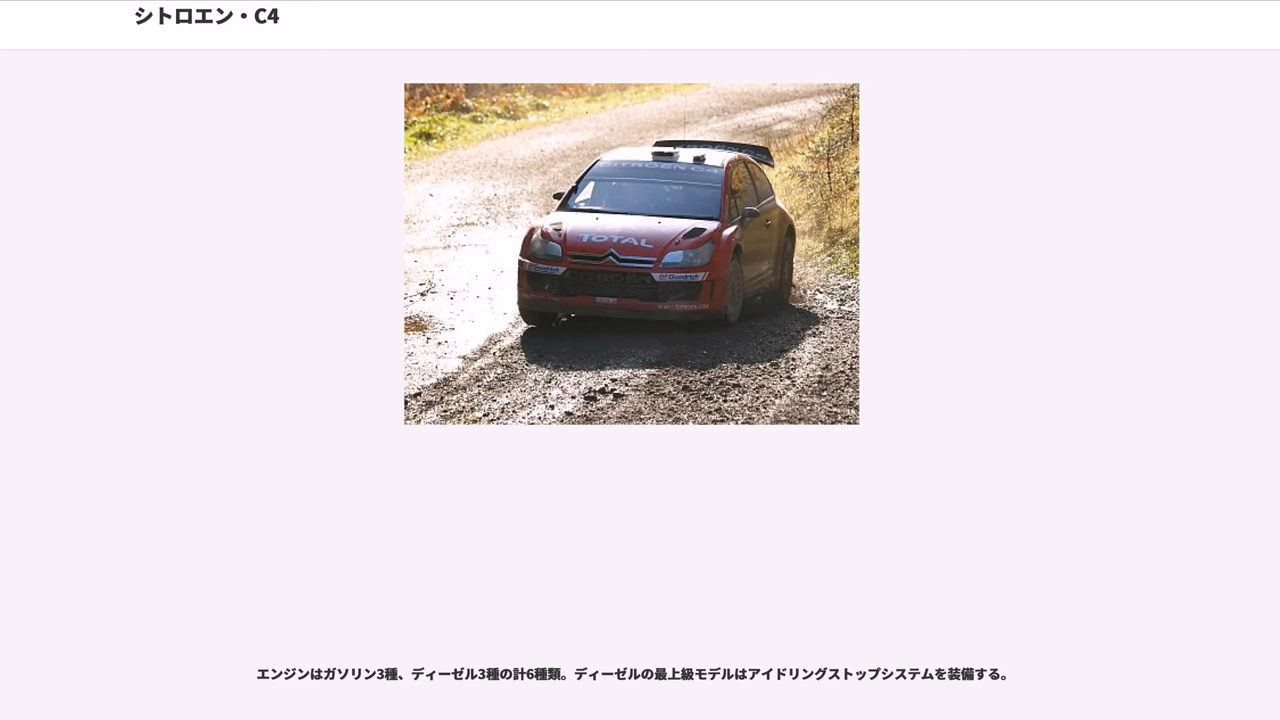 シトロエン・C4
CITROËN C4
TOTAL
BFGoodrich
エンジンはガソリン3種、ディーゼル3種の計6種類。ディーゼルの最上級モデルはアイドリングストップシステムを装備する。